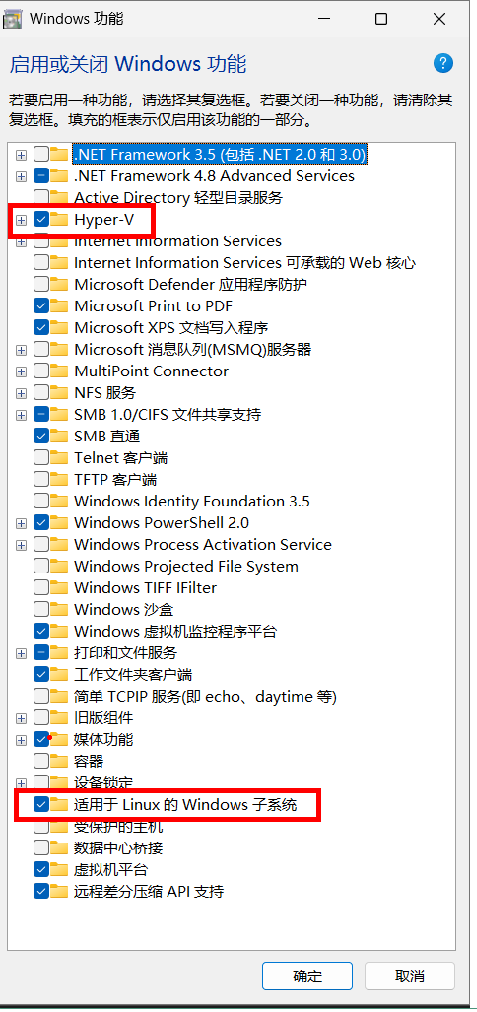 Windows 功能
启用或关闭 Windows 功能
若要启用一种功能，请选择其复选框。若要关闭一种功能，请清除其
复选框。填充的框表示仅启用该功能的一部分。
.NET Framework 3.5 (包括 .NET 2.0 和 3.0)
.NET Framework 4.8 Advanced Services
Active Directory 轻型目录服务
Hyper-V
Internet Information Services
Internet Information Services 可承载的 Web 核心
Microsoft Defender 应用程序防护
Microsoft Print to PDF
Microsoft XPS 文档写入程序
Microsoft 消息队列(MSMQ)服务器
MultiPoint Connector
NFS 服务
SMB 1.0/CIFS 文件共享支持
SMB 直通
Telnet 客户端
TFTP 客户端
Windows Identity Foundation 3.5
Windows PowerShell 2.0
Windows Process Activation Service
Windows Projected File System
Windows TIFF IFilter
Windows 沙盒
Windows 虚拟机监控程序平台
打印和文件服务
工作文件夹客户端
简单 TCPIP 服务(即 echo、daytime 等)
旧版组件
媒体功能
容器
设备锁定
适用于 Linux 的 Windows 子系统
受保护的主机
数据中心桥接
虚拟机平台
远程差分压缩 API 支持
确定
取消